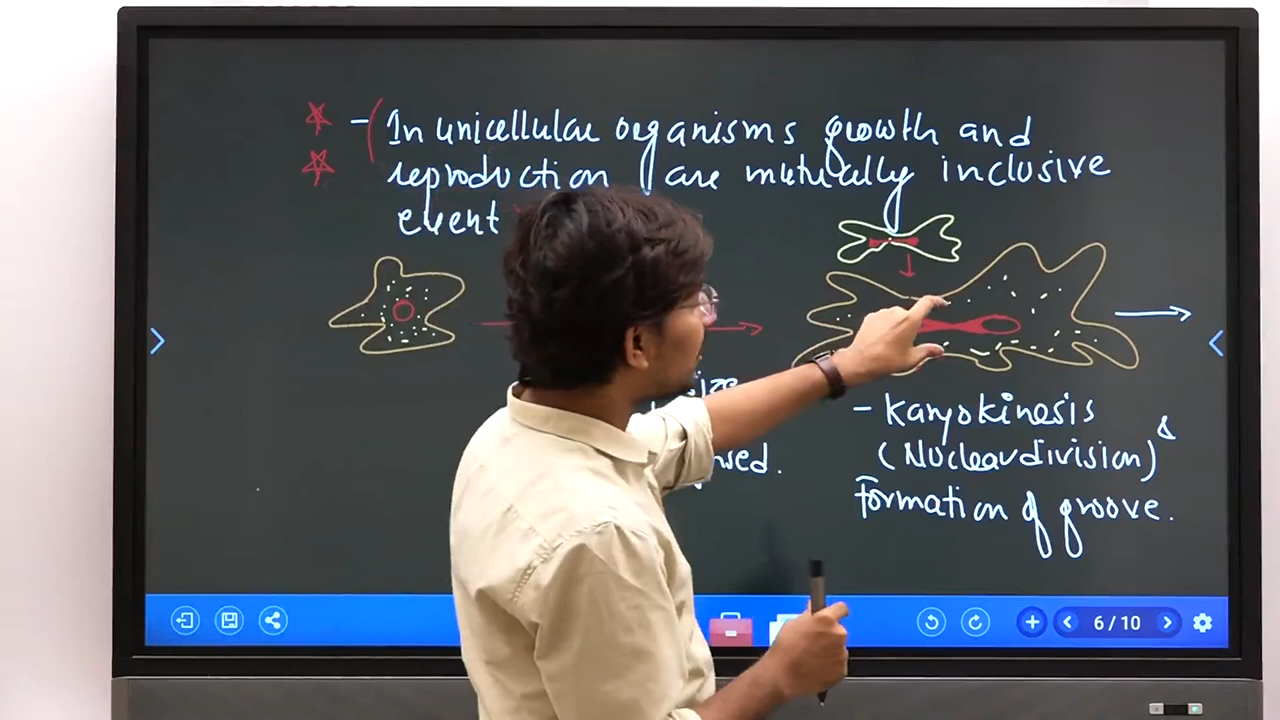 - In unicellular organisms growth and
reproduction are mutually inclusive
event
- Karyokinesis
(Nuclear division) &
Formation of groove.
6/10